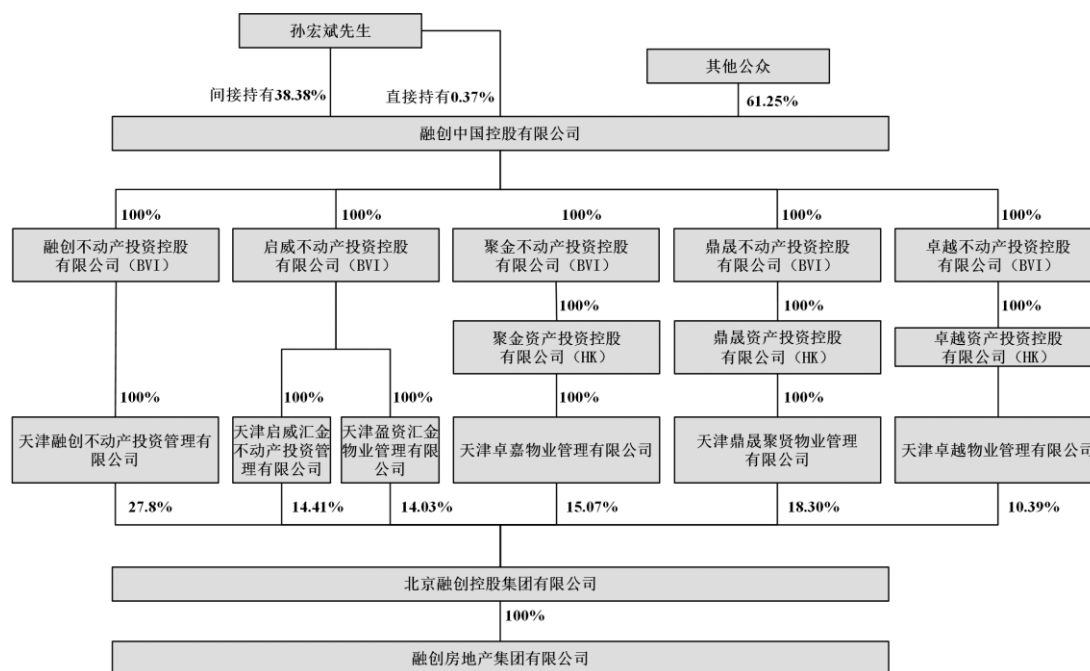 孙宏斌先生
其他公众
间接持有38.38%
直接持有0.37%
61.25%
融创中国控股有限公司
100%
100%
100%
100%
100%
融创不动产投资控股
有限公司（BVI）
启威不动产投资控股
有限公司（BVI）
聚金不动产投资控股
有限公司（BVI）
鼎晟不动产投资控股
有限公司（BVI）
卓越不动产投资控股
有限公司（BVI）
100%
100%
100%
聚金资产投资控股
有限公司（HK）
鼎晟资产投资控股
有限公司（HK）
卓越资产投资控股
有限公司（HK）
100%
100%
100%
100%
100%
天津融创不动产投资管理有
限公司
天津启威汇金
不动产投资管
理有限公司
天津盈资汇金
物业管理有限
公司
天津卓嘉物业管理有限公司
天津鼎晟聚贤物业管理
有限公司
天津卓越物业管理有限公司
27.8%
14.41%
14.03%
15.07%
18.30%
10.39%
北京融创控股集团有限公司
100%
融创房地产集团有限公司